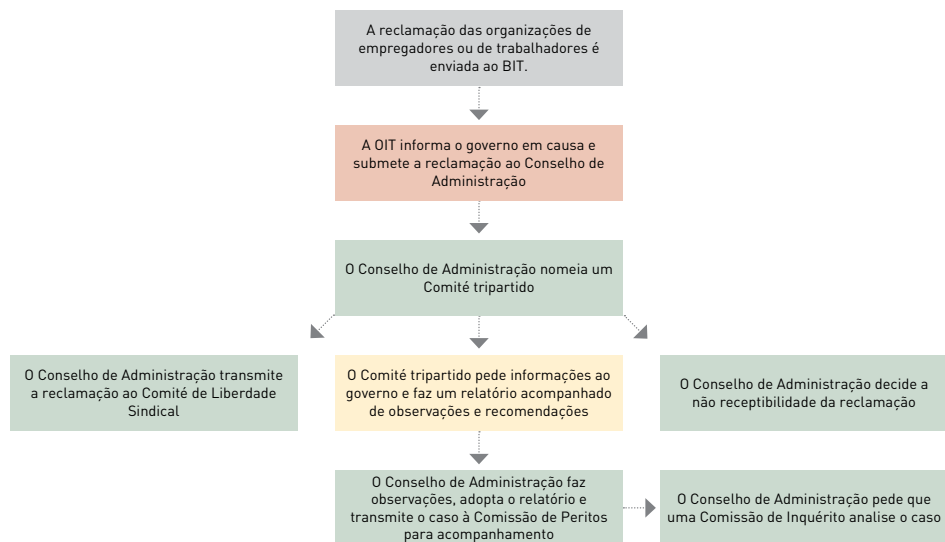 A reclamação das organizações de
empregadores ou de trabalhadores é
enviada ao BIT.
A OIT informa o governo em causa e
submete a reclamação ao Conselho de
Administração
O Conselho de Administração nomeia um
Comité tripartido
O Conselho de Administração transmite
a reclamação ao Comité de Liberdade
Sindical
O Comité tripartido pede informações ao
governo e faz um relatório acompanhado
de observações e recomendações
O Conselho de Administração decide a
não receptibilidade da reclamação
O Conselho de Administração faz
observações, adopta o relatório e
transmite o caso à Comissão de Peritos
para acompanhamento
O Conselho de Administração pede que
uma Comissão de Inquérito analise o caso